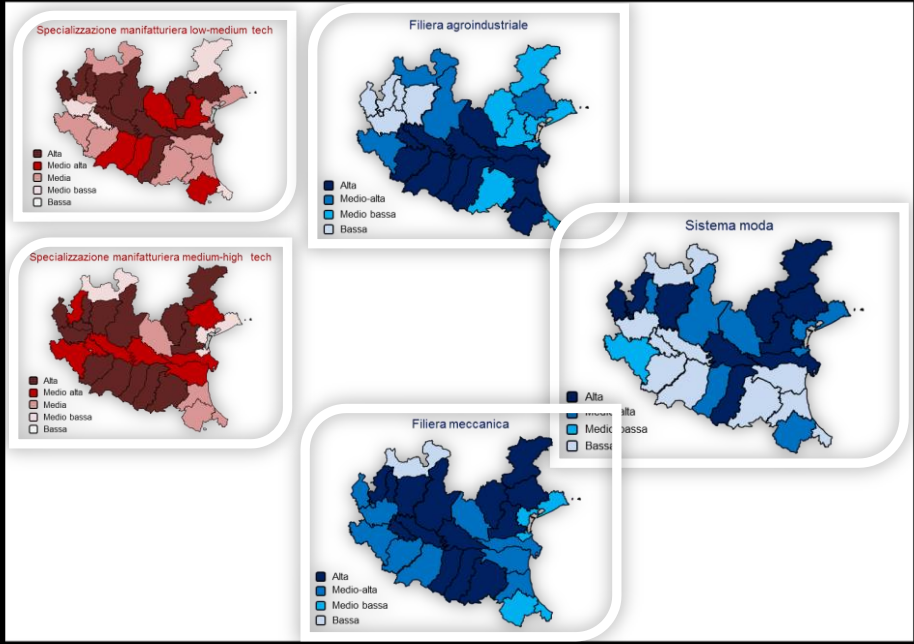 Specializzazione manifatturiera low-medium tech
Alta
Medio alta
Media
Medio bassa
Bassa
Filiera agroindustriale
Alta
Medio-alta
Medio bassa
Bassa
Specializzazione manifatturiera medium-high tech
Alta
Medio alta
Media
Medio bassa
Bassa
Sistema moda
Alta
Medio-alta
Medio bassa
Bassa
Filiera meccanica
Alta
Medio-alta
Medio bassa
Bassa